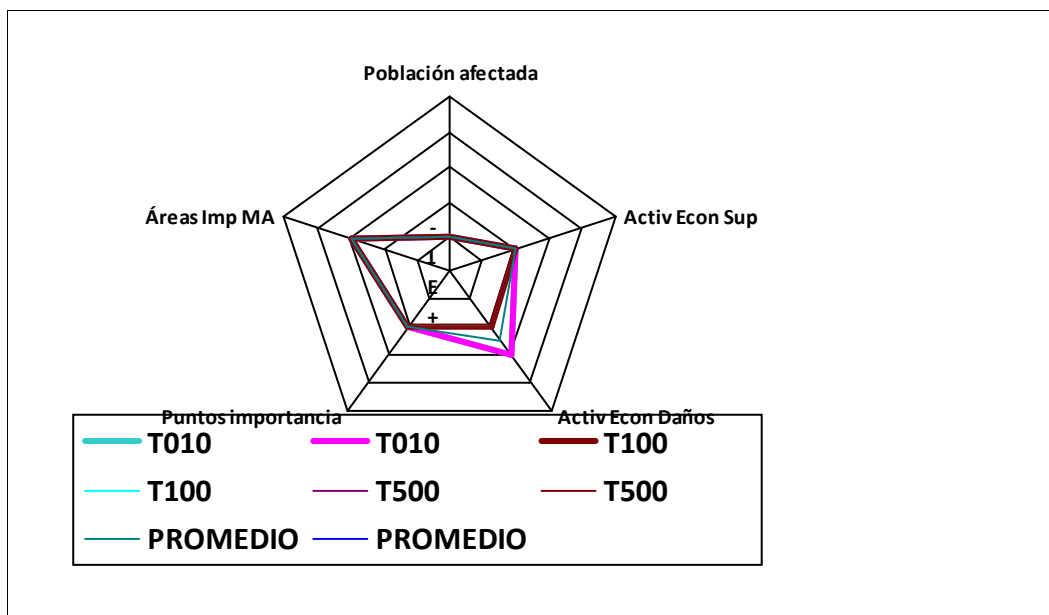 Población afectada
Áreas Imp MA
Activ Econ Sup
-
1
E
+
Puntos importancia
Activ Econ Daños
T010 T010 T100
T100 T500 T500
PROMEDIO PROMEDIO